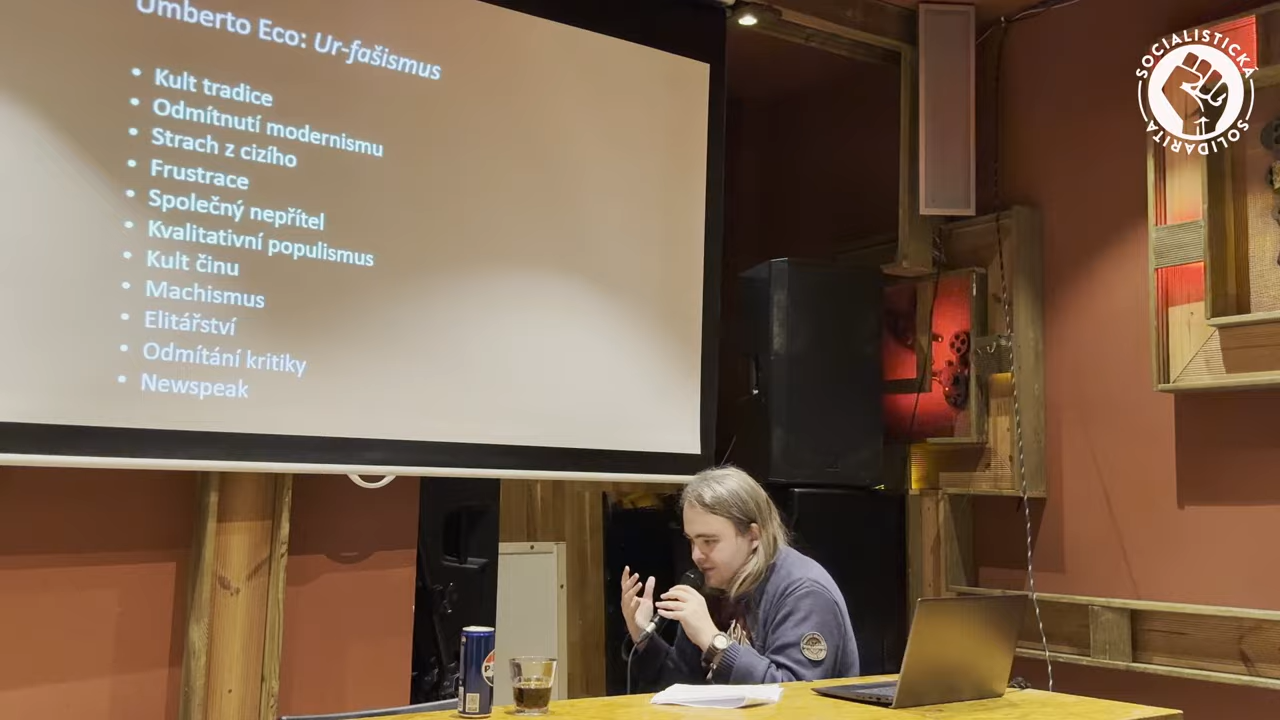 Umberto Eco: Ur-fašismus
• Kult tradice
• Odmítnutí modernismu
• Strach z cizího
• Frustrace
• Společný nepřítel
• Kvalitativní populismus
• Kult činu
• Machismus
• Elitářství
• Odmítání kritiky
• Newspeak
SOCIALISTICKÁ
SOLIDARITA